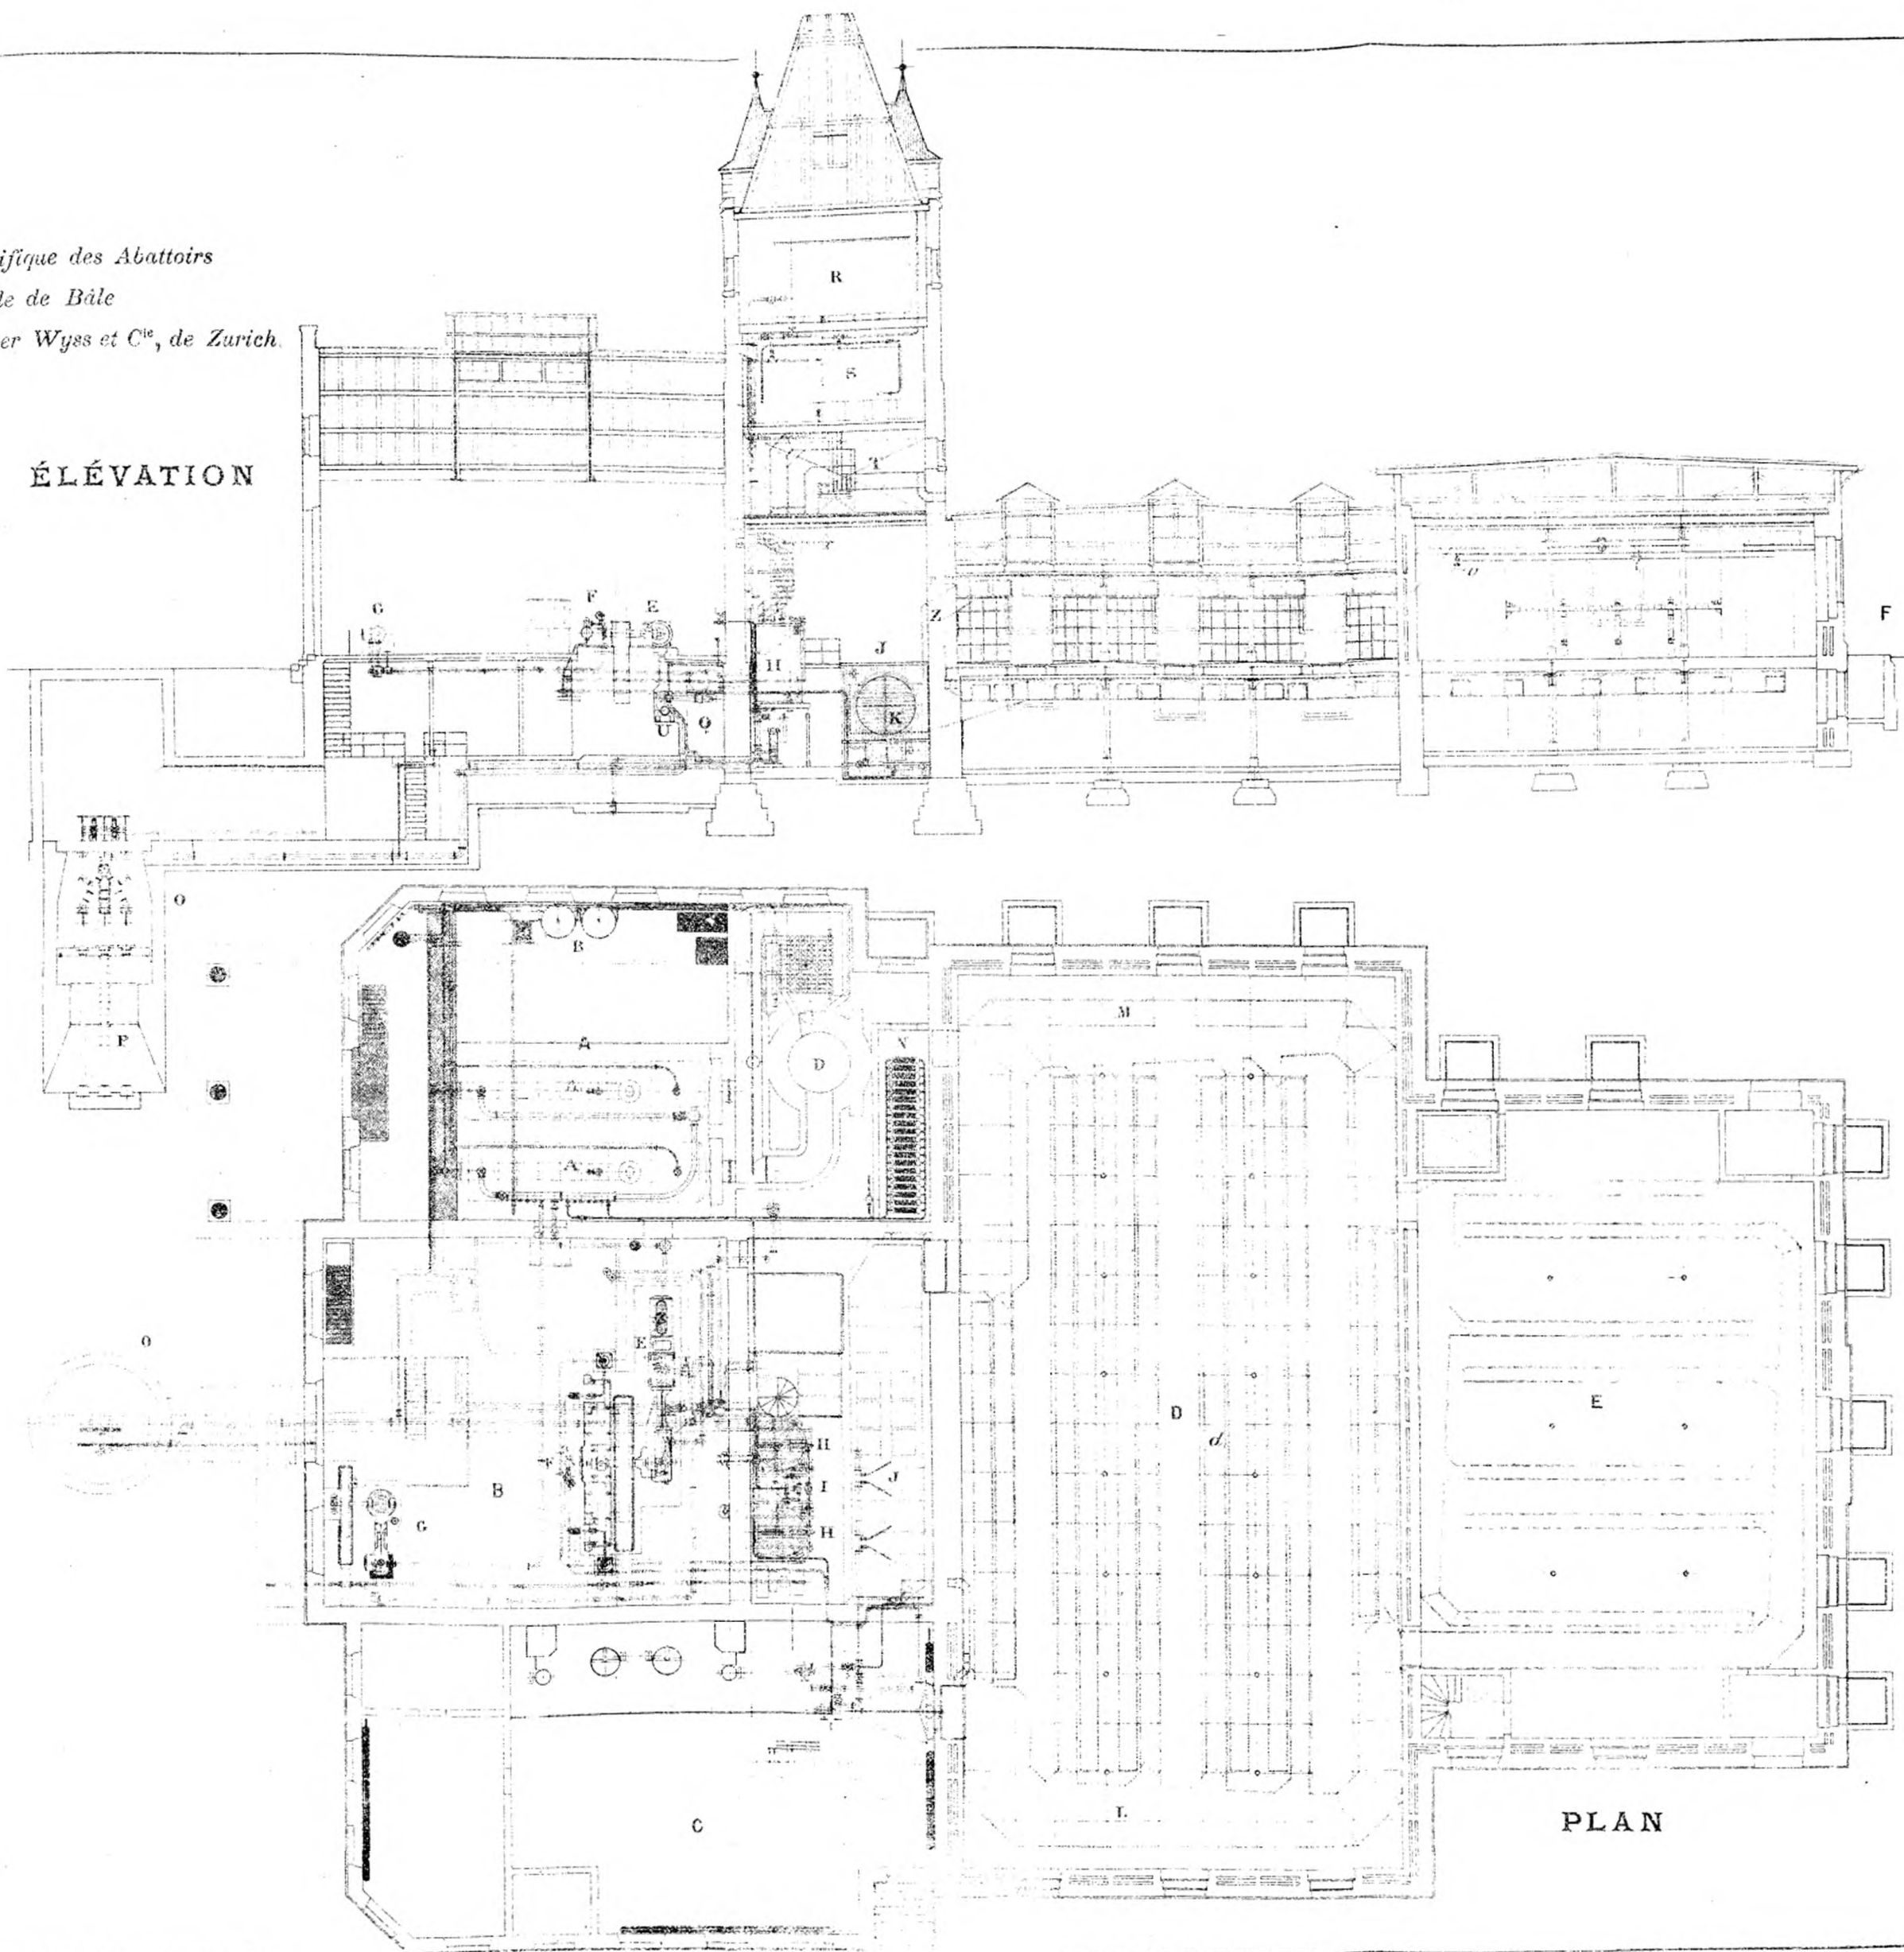 ifique des Abattoirs
le de Bâle
er Wyss et Cie, de Zurich.
ÉLÉVATION
R
S
T
G
F
E
Z
F
H
J
K
Q
U
v
O
P
B
A
A
D
V
M
O
E
D
d
E
H
I
J
H
B
G
F
C
L
PLAN